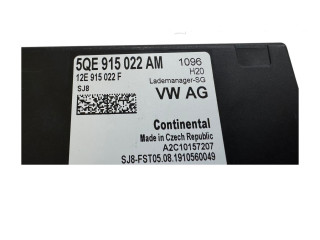 5QE 915 022 AM 1096
12E 915 022 F H20
SJ8 Lademanager-SG
VW AG
Continental
Made in Czech Republic
A2C10157207
SJ8-FST05.08.1910560049